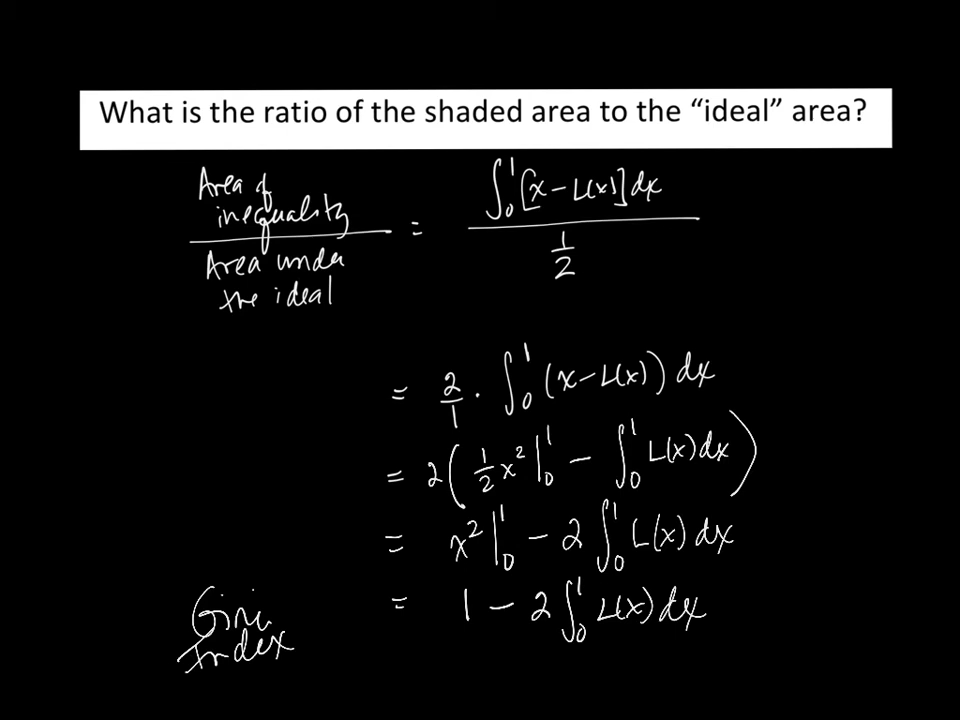 What is the ratio of the shaded area to the “ideal” area?
Area of inequality / Area under the ideal = ∫₀¹ [x − L(x)] dx / (1/2)
= 2/1 · ∫₀¹ (x − L(x)) dx
= 2( 1/2 x² |₀¹ − ∫₀¹ L(x) dx )
= x² |₀¹ − 2 ∫₀¹ L(x) dx
= 1 − 2 ∫₀¹ L(x) dx
Gini
Index